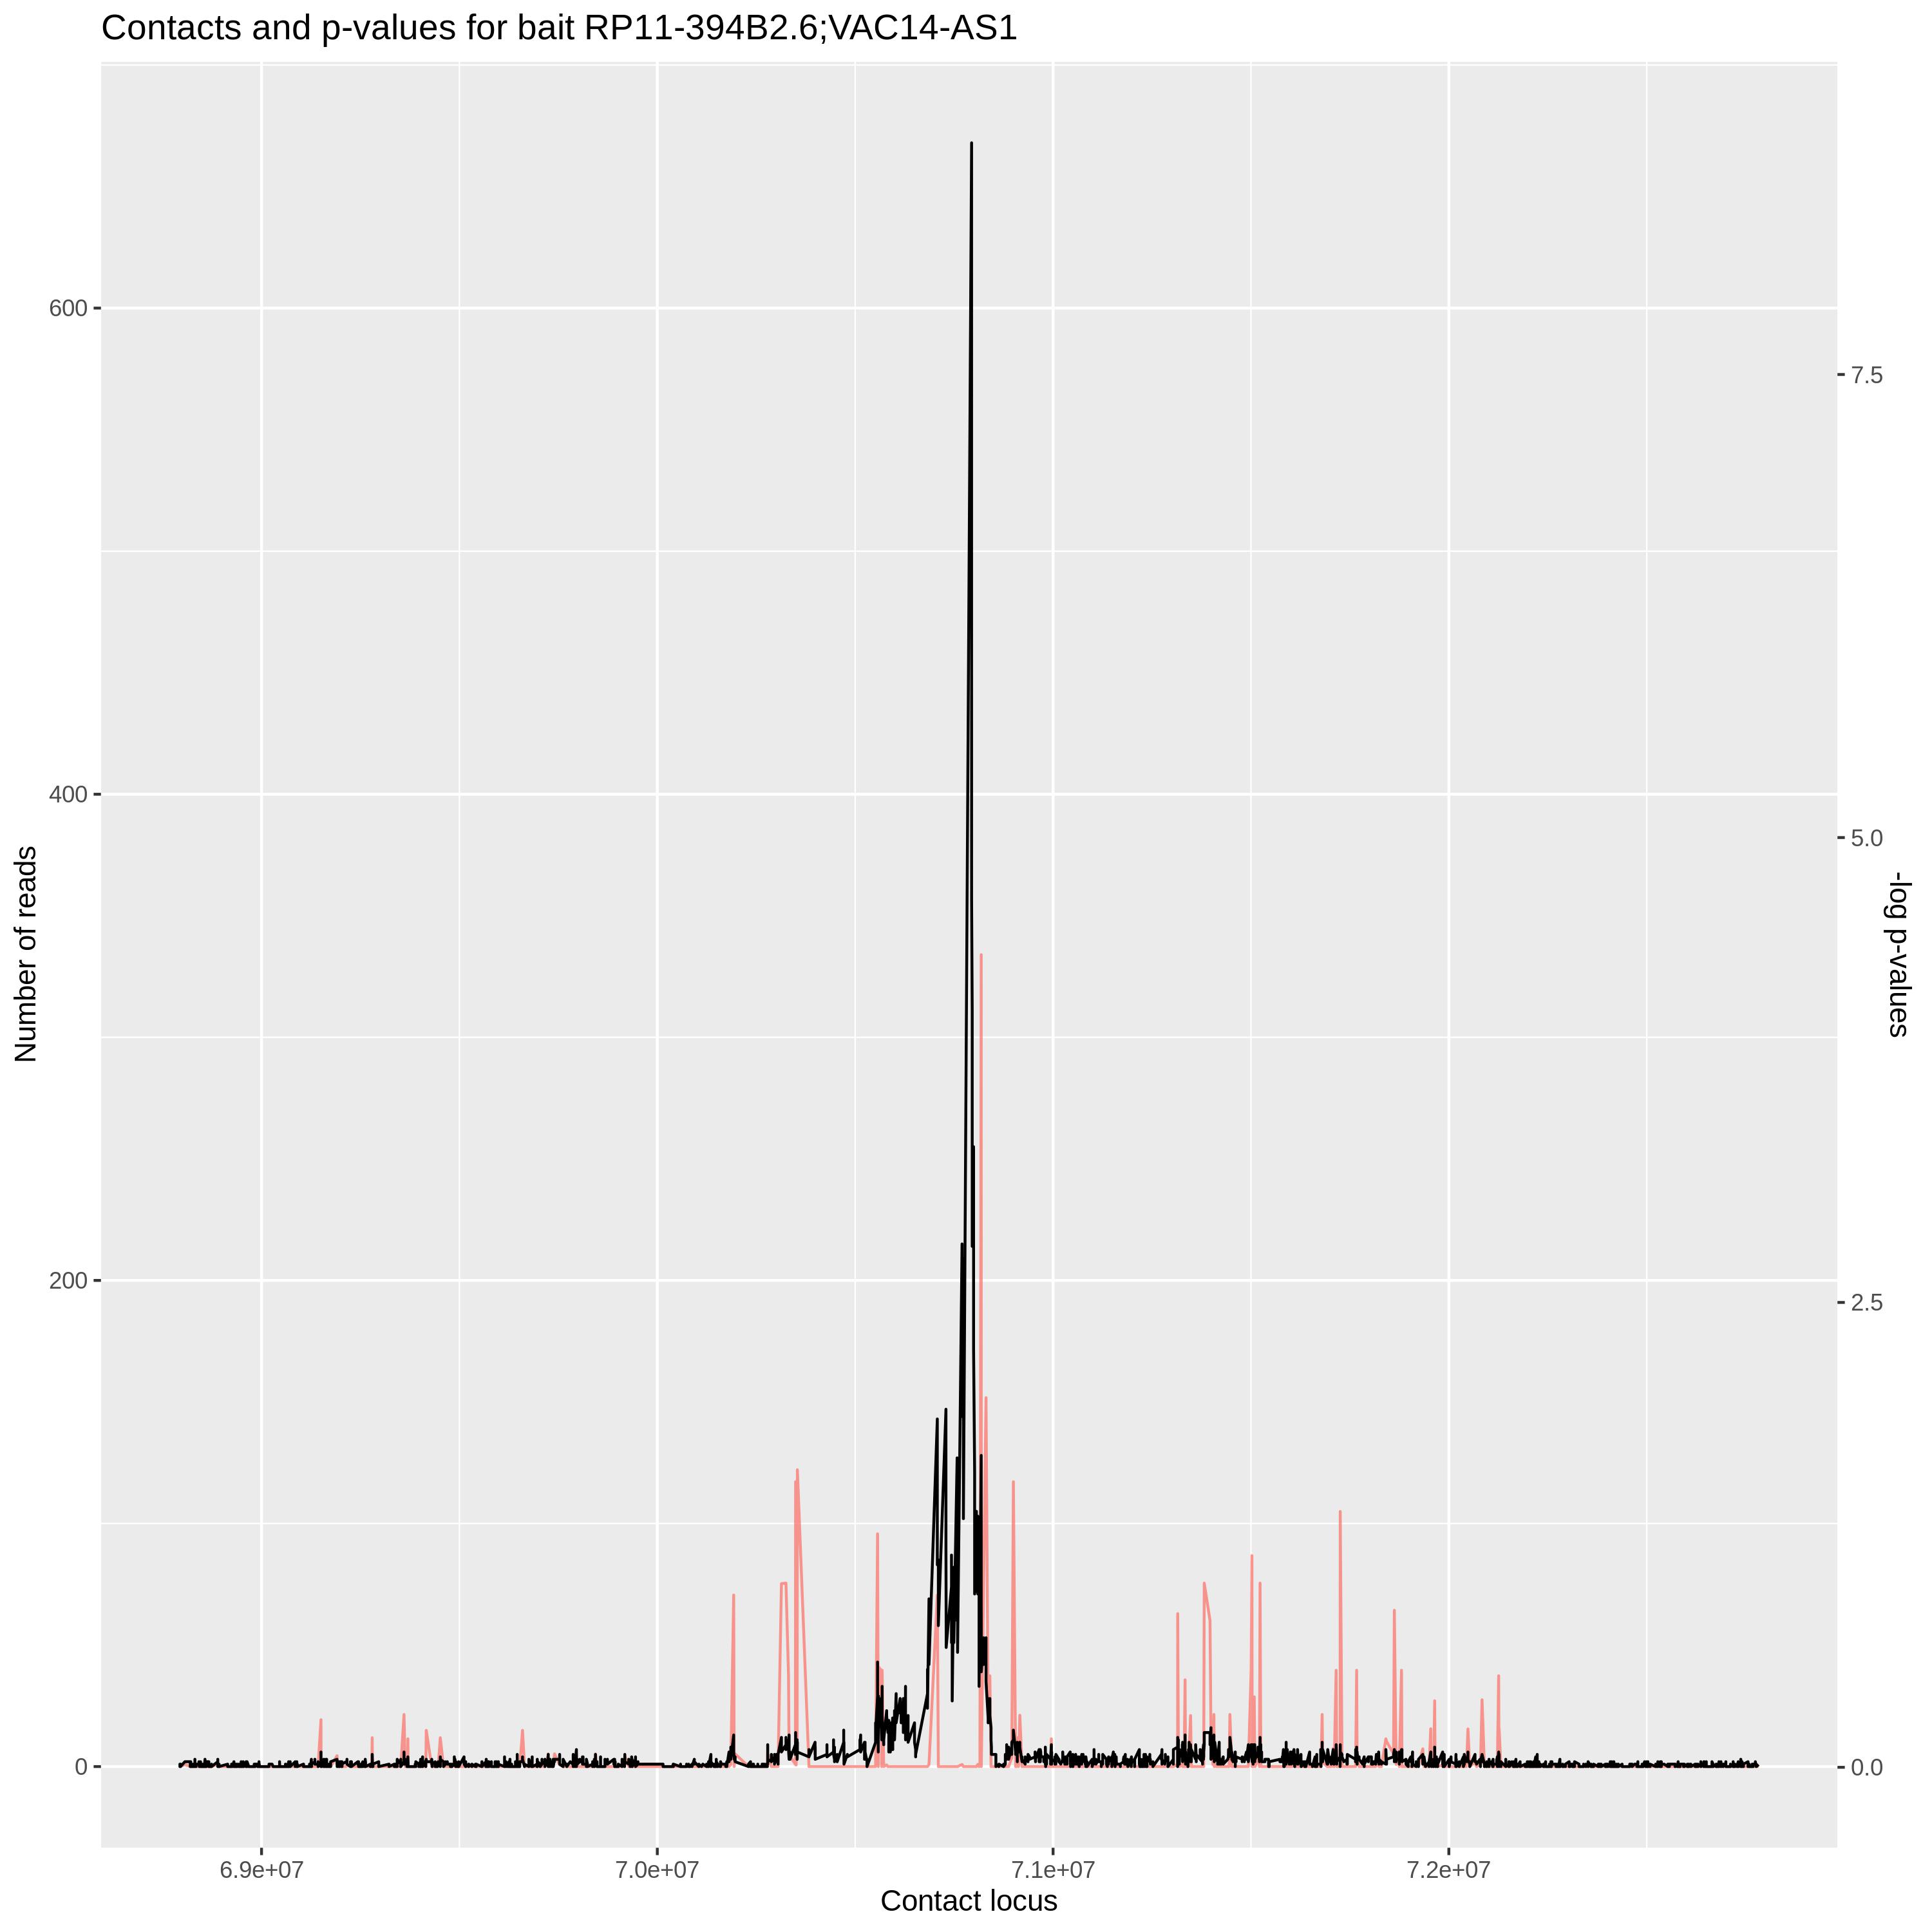 Contacts and p-values for bait RP11-394B2.6;VAC14-AS1
600
400
200
0
Number of reads
7.5
5.0
2.5
0.0
-log p-values
6.9e+07
7.0e+07
7.1e+07
7.2e+07
Contact locus